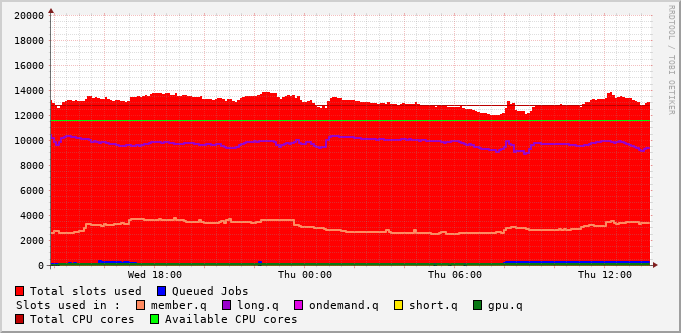 RRDTOOL / TOBI OETIKER
20000
18000
16000
14000
12000
10000
8000
6000
4000
2000
0
Wed 18:00 Thu 00:00 Thu 06:00 Thu 12:00
Total slots used Queued Jobs
Slots used in : member.q long.q ondemand.q short.q gpu.q
Total CPU cores Available CPU cores